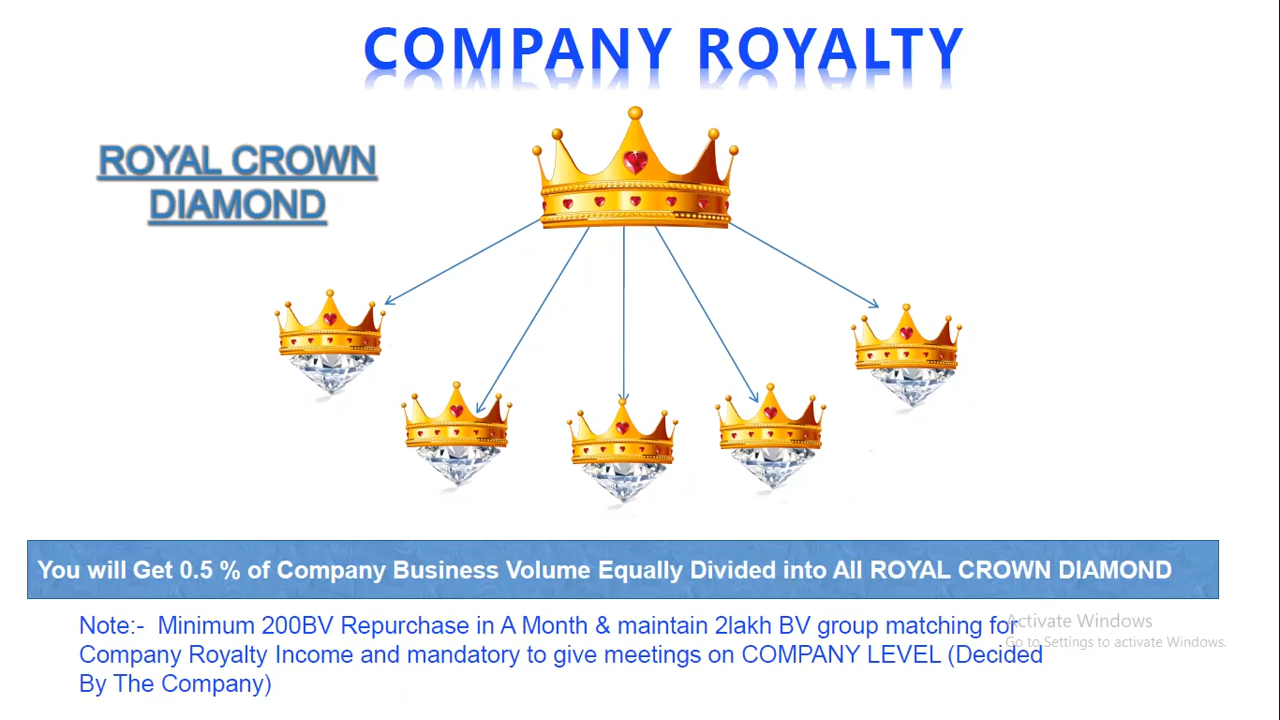 COMPANY ROYALTY
ROYAL CROWN
DIAMOND
You will Get 0.5 % of Company Business Volume Equally Divided into All ROYAL CROWN DIAMOND
Note:- Minimum 200BV Repurchase in A Month & maintain 2lakh BV group matching for
Company Royalty Income and mandatory to give meetings on COMPANY LEVEL (Decided
By The Company)
Activate Windows
Go to Settings to activate Windows.